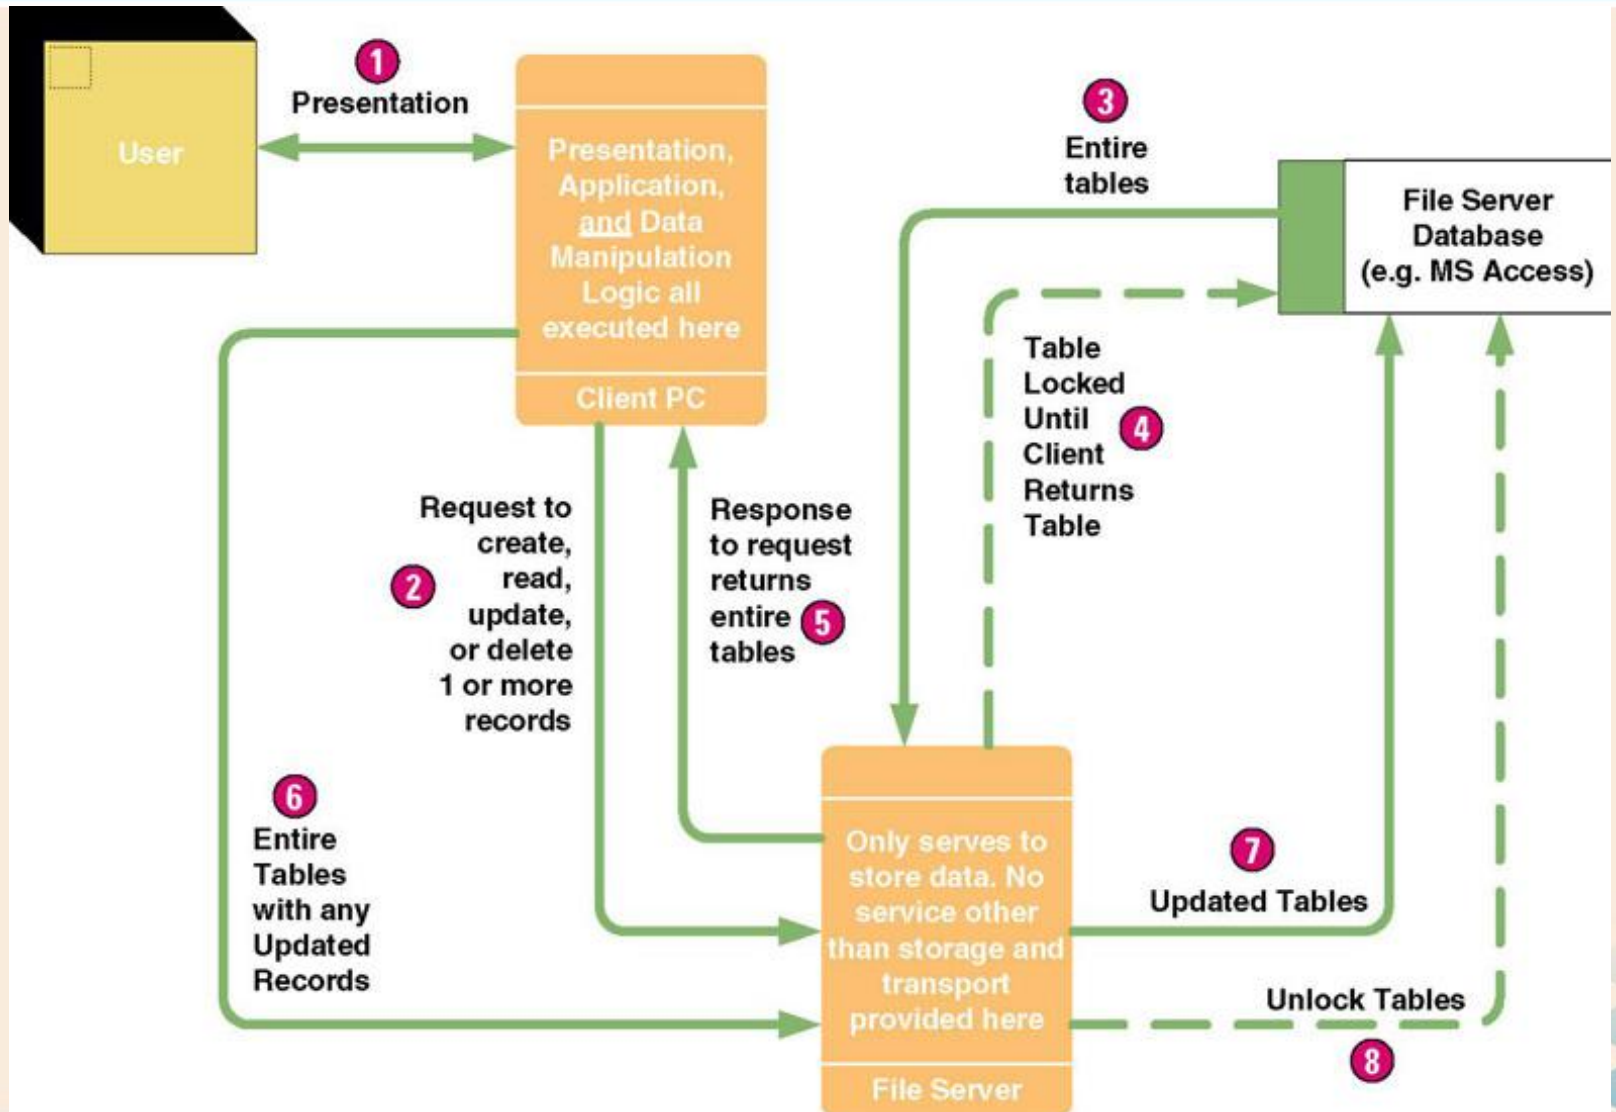 User
1
Presentation
Presentation,
Application,
and Data
Manipulation
Logic all
executed here
Client PC
3
Entire
tables
File Server
Database
(e.g. MS Access)
Table
Locked
Until
Client
Returns
Table
4
Request to
create,
read,
update,
or delete
1 or more
records
2
Response
to request
returns
entire
tables
5
6
Entire
Tables
with any
Updated
Records
Only serves to
store data. No
service other
than storage and
transport
provided here
File Server
7
Updated Tables
Unlock Tables
8